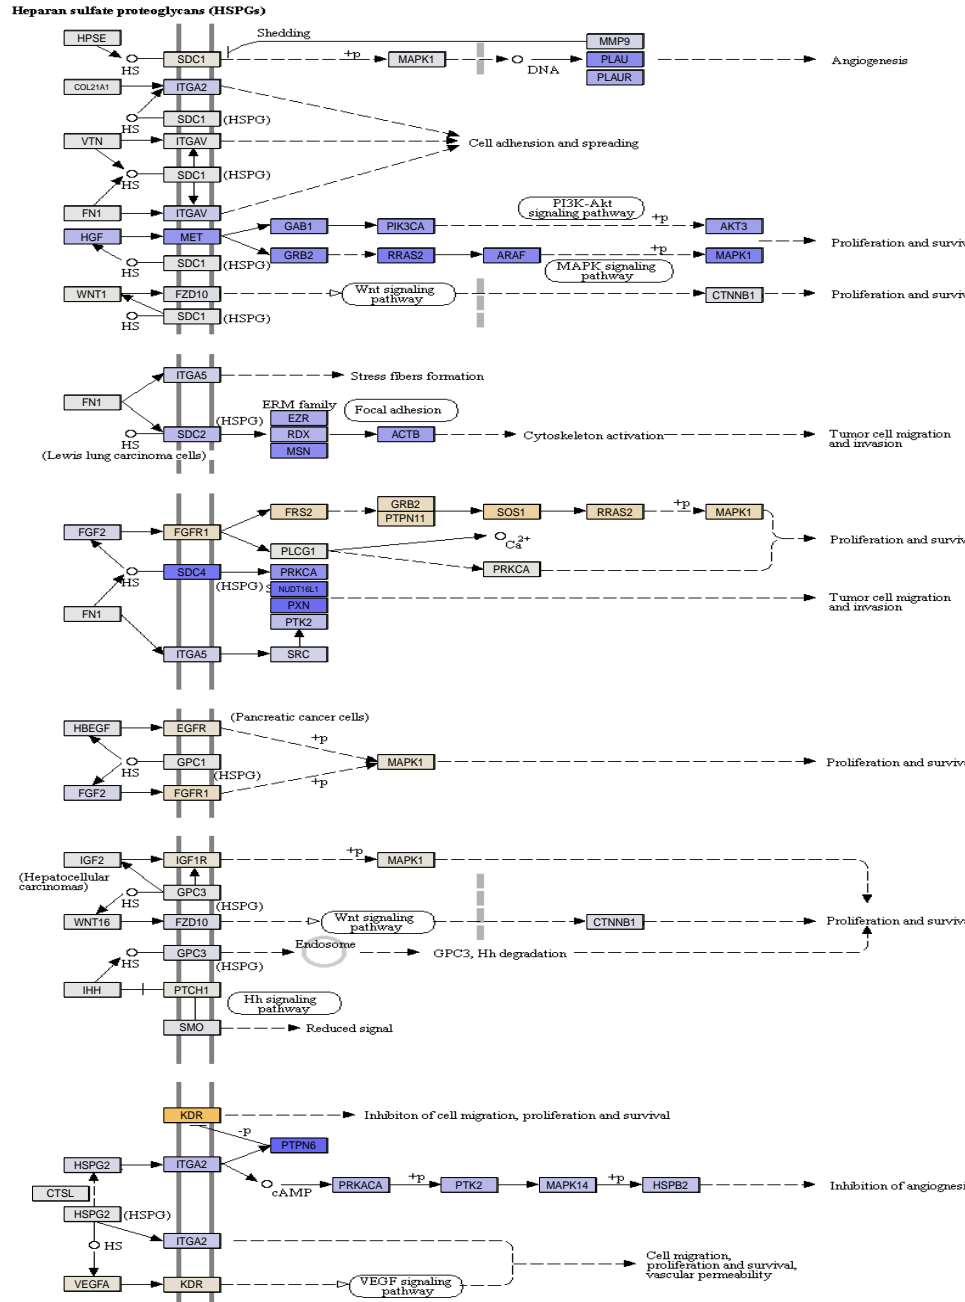 Heparan sulfate proteoglycans (HSPGs)
HPSE
HS
SDC1
Shedding
+p
MAPK1
DNA
MMP9
PLAU
PLAUR
Angiogenesis
COL21A1
ITGA2
HS
SDC1 (HSPG)
VTN
ITGAV
Cell adhension and spreading
HS
SDC1 (HSPG)
FN1
ITGAV
HGF
MET
GAB1
PIK3CA
PI3K-Akt
signaling pathway
+p
AKT3
GRB2
RRAS2
ARAF
MAPK signaling
pathway
+p
MAPK1
Proliferation and surviv
HS
SDC1 (HSPG)
WNT1
FZD10
Wnt signaling
pathway
CTNNB1
Proliferation and surviv
HS
SDC1 (HSPG)
ITGA5
Stress fibers formation
FN1
HS
SDC2
(HSPG)
(Lewis lung carcinoma cells)
ERM family
EZR
RDX
MSN
Focal adhesion
ACTB
Cytoskeleton activation
Tumor cell migration
and invasion
FGF2
FGFR1
FRS2
GRB2
PTPN11
SOS1
RRAS2
+p
MAPK1
PLCG1
Ca2+
PRKCA
Proliferation and surviv
HS
SDC4
(HSPG)
PRKCA
NUDT16L1
PXN
PTK2
Tumor cell migration
and invasion
FN1
ITGA5
SRC
HBEGF
EGFR
(Pancreatic cancer cells)
+p
HS
GPC1
(HSPG)
MAPK1
Proliferation and surviv
+p
FGF2
FGFR1
IGF2
IGF1R
+p
MAPK1
(Hepatocellular
carcinomas)
HS
GPC3
(HSPG)
WNT16
FZD10
Wnt signaling
pathway
CTNNB1
Proliferation and surviv
HS
GPC3
(HSPG)
Endosome
GPC3, Hh degradation
IHH
PTCH1
Hh signaling
pathway
SMO
Reduced signal
KDR
Inhibiton of cell migration, proliferation and survival
-p
PTPN6
HSPG2
ITGA2
cAMP
PRKACA
+p
PTK2
MAPK14
+p
HSPB2
Inhibition of angiognesi
CTSL
HSPG2 (HSPG)
HS
ITGA2
Cell migration,
proliferation and survival,
vascular permeability
VEGFA
KDR
VEGF signaling
pathway